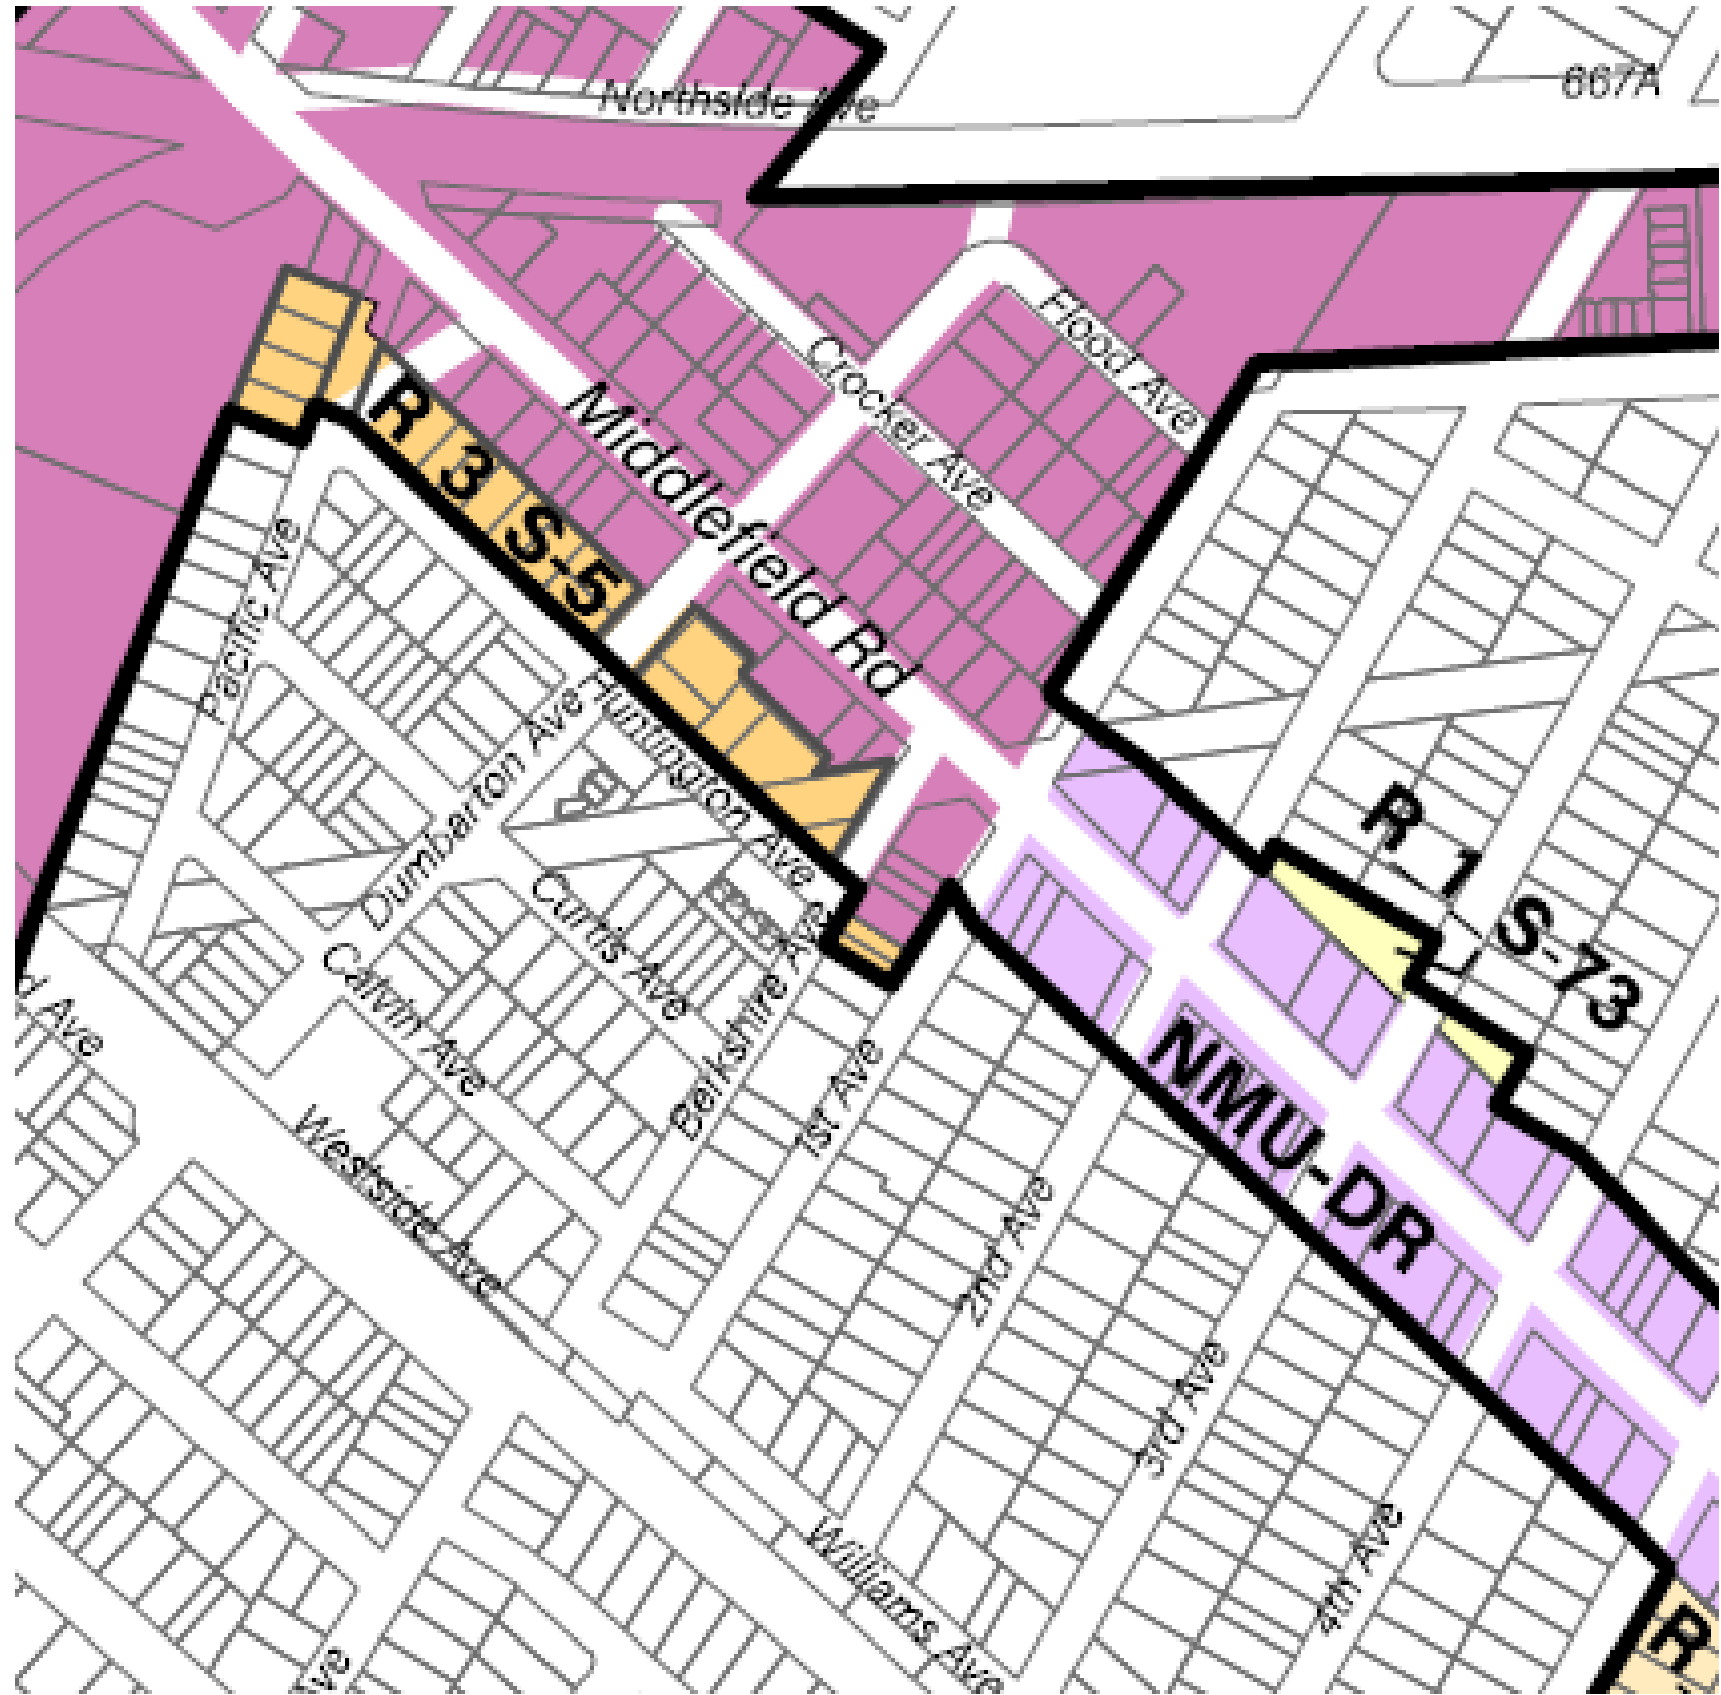 Northside Ave
667A
Flood Ave
Crocker Ave
Middlefield Rd
R 3 S-5
Pacific Ave
Huntington Ave
Dumbarton Ave
R 1 S-73
Curtis Ave
Calvin Ave
Berkshire Ave
1st Ave
Ave
NMU-DR
Westside Ave
2nd Ave
3rd Ave
4th Ave
Williams Ave
R